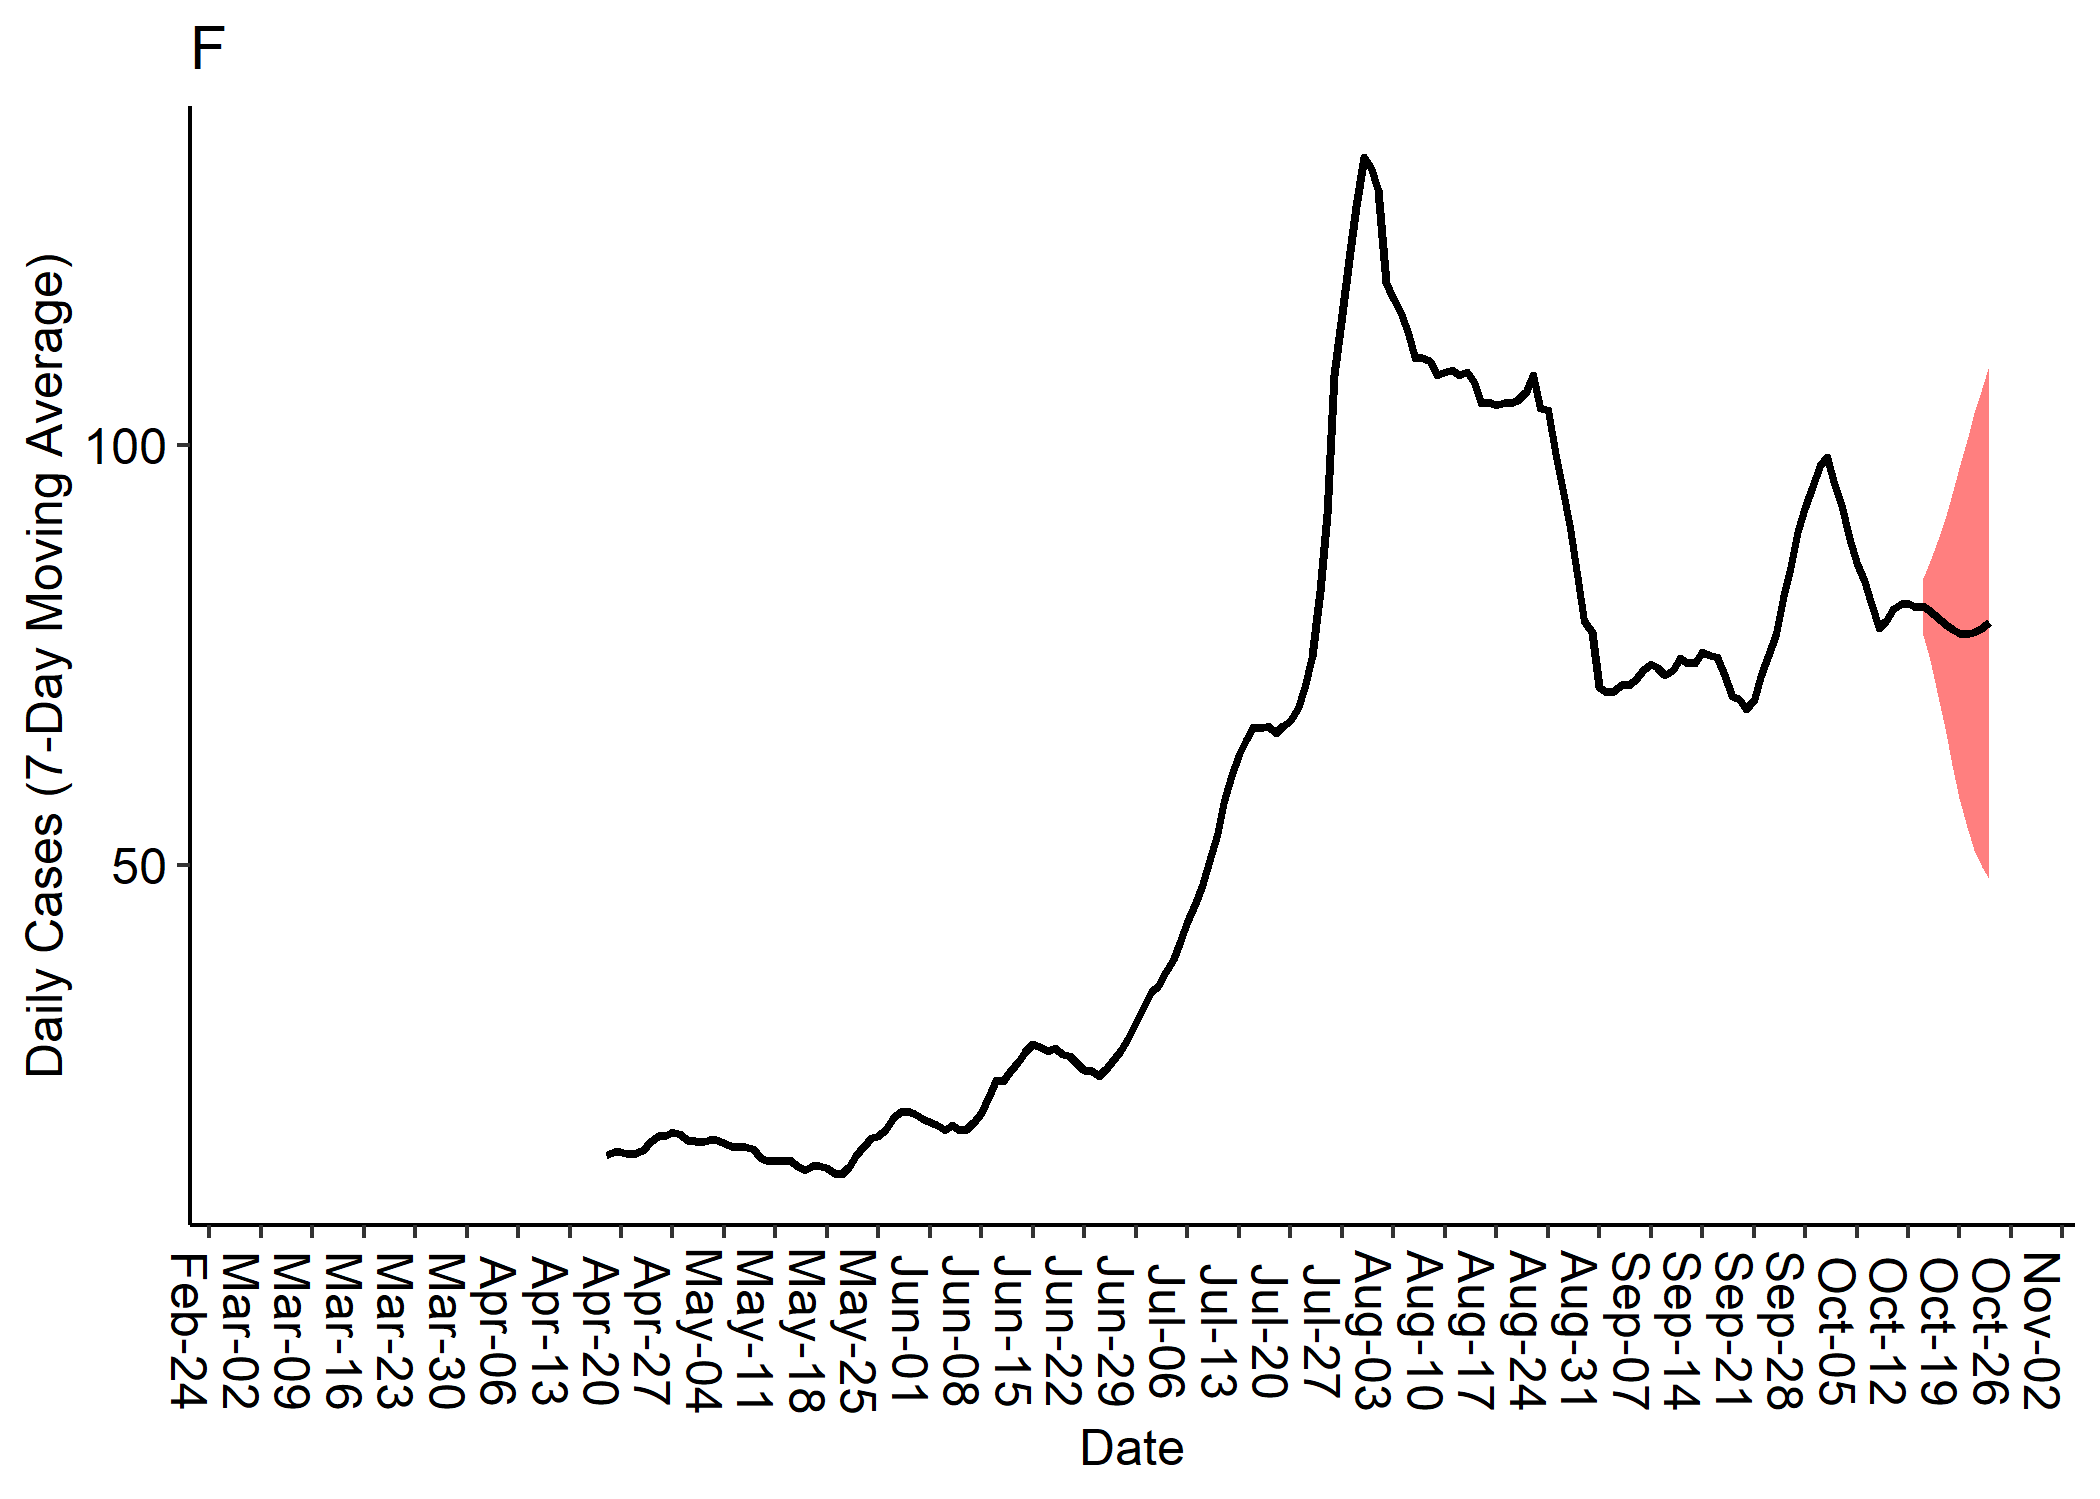 F
Daily Cases (7-Day Moving Average)
100
50
Feb-24
Mar-02
Mar-09
Mar-16
Mar-23
Mar-30
Apr-06
Apr-13
Apr-20
Apr-27
May-04
May-11
May-18
May-25
Jun-01
Jun-08
Jun-15
Jun-22
Jun-29
Jul-06
Jul-13
Jul-20
Jul-27
Aug-03
Aug-10
Aug-17
Aug-24
Aug-31
Sep-07
Sep-14
Sep-21
Sep-28
Oct-05
Oct-12
Oct-19
Oct-26
Nov-02
Date